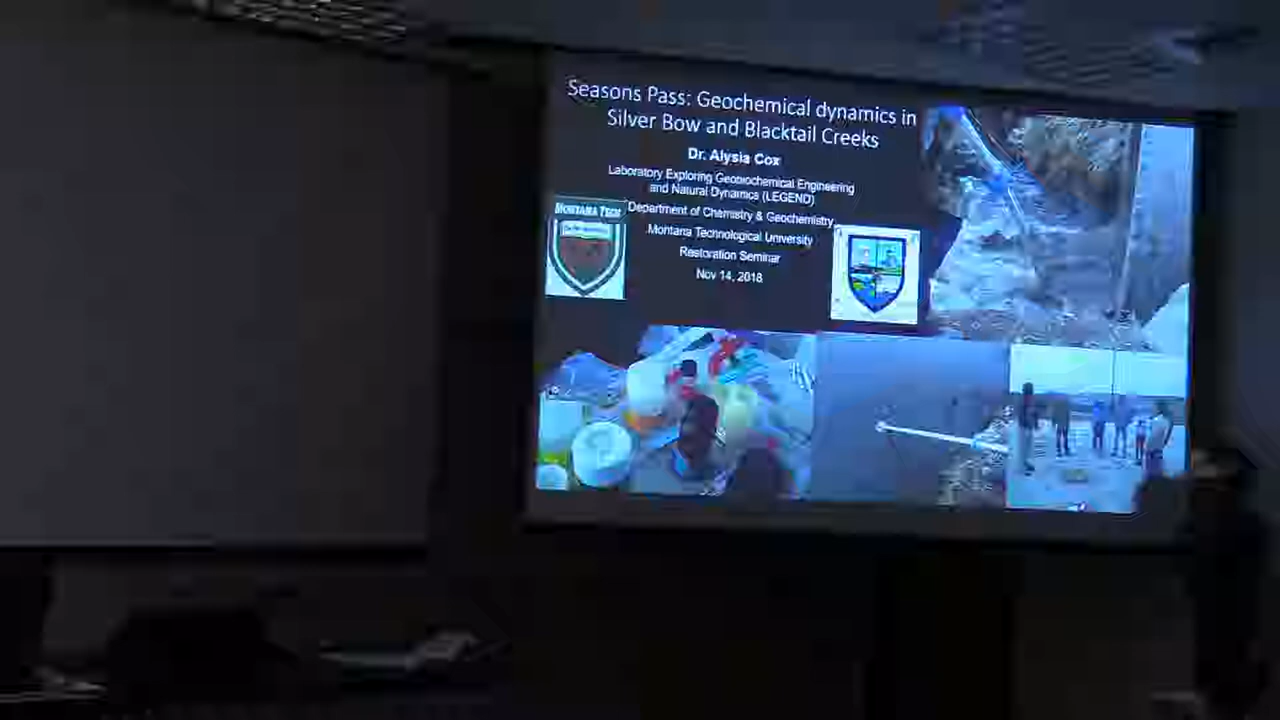 Seasons Pass: Geochemical dynamics in
Silver Bow and Blacktail Creeks
Dr. Alysia Cox
Laboratory Exploring Geobiochemical Engineering
and Natural Dynamics (LEGEND)
Department of Chemistry & Geochemistry
Montana Technological University
Restoration Seminar
Nov 14, 2018
MONTANA TECH